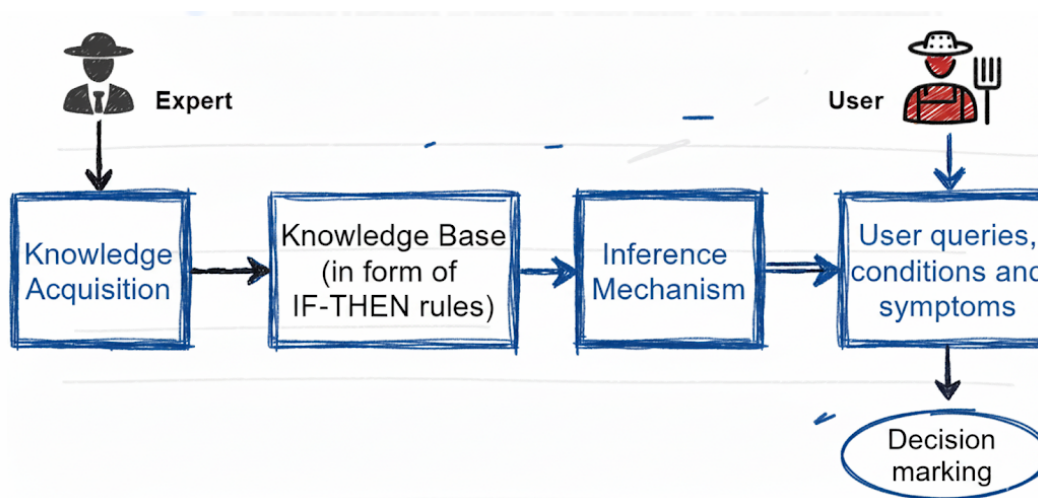 Expert
User
Knowledge
Acquisition
Knowledge Base
(in form of
IF-THEN rules)
Inference
Mechanism
User queries,
conditions and
symptoms
Decision
marking